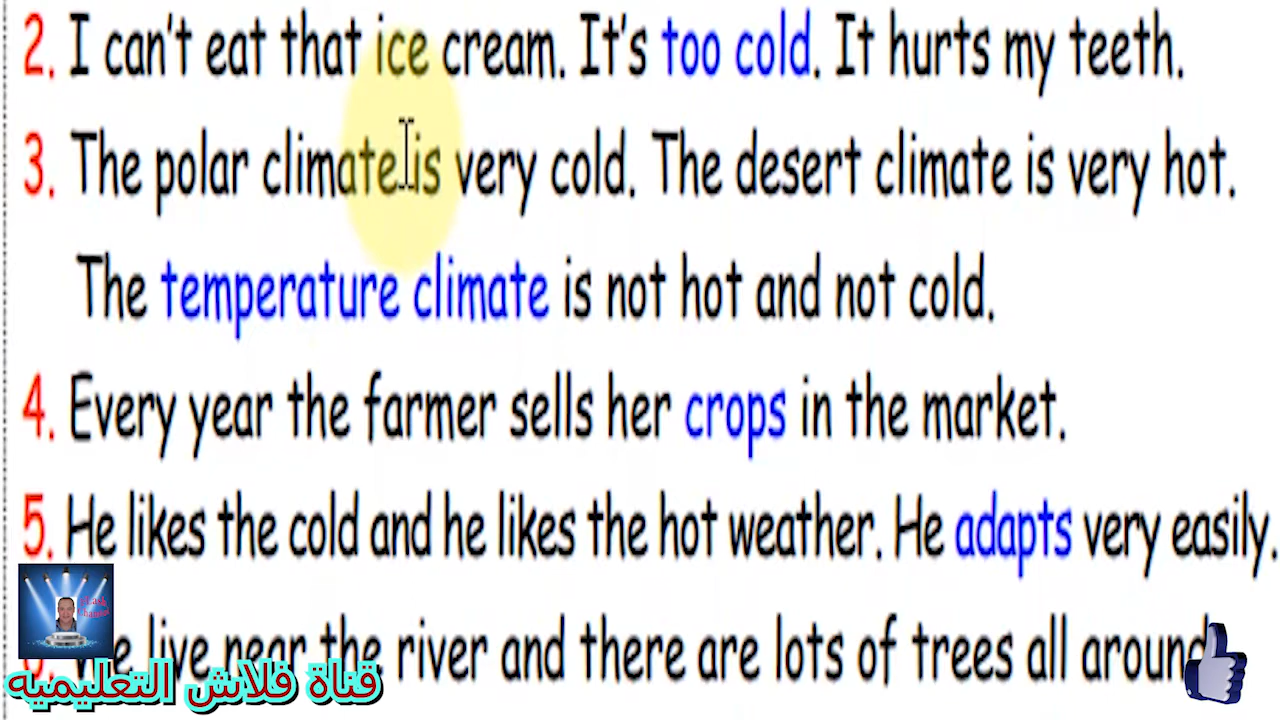 2. I can't eat that ice cream. It's too cold. It hurts my teeth.
3. The polar climate is very cold. The desert climate is very hot.
The temperature climate is not hot and not cold.
4. Every year the farmer sells her crops in the market.
5. He likes the cold and he likes the hot weather. He adapts very easily.
live near the river and there are lots of trees all around
قناة فلاش التعليميه